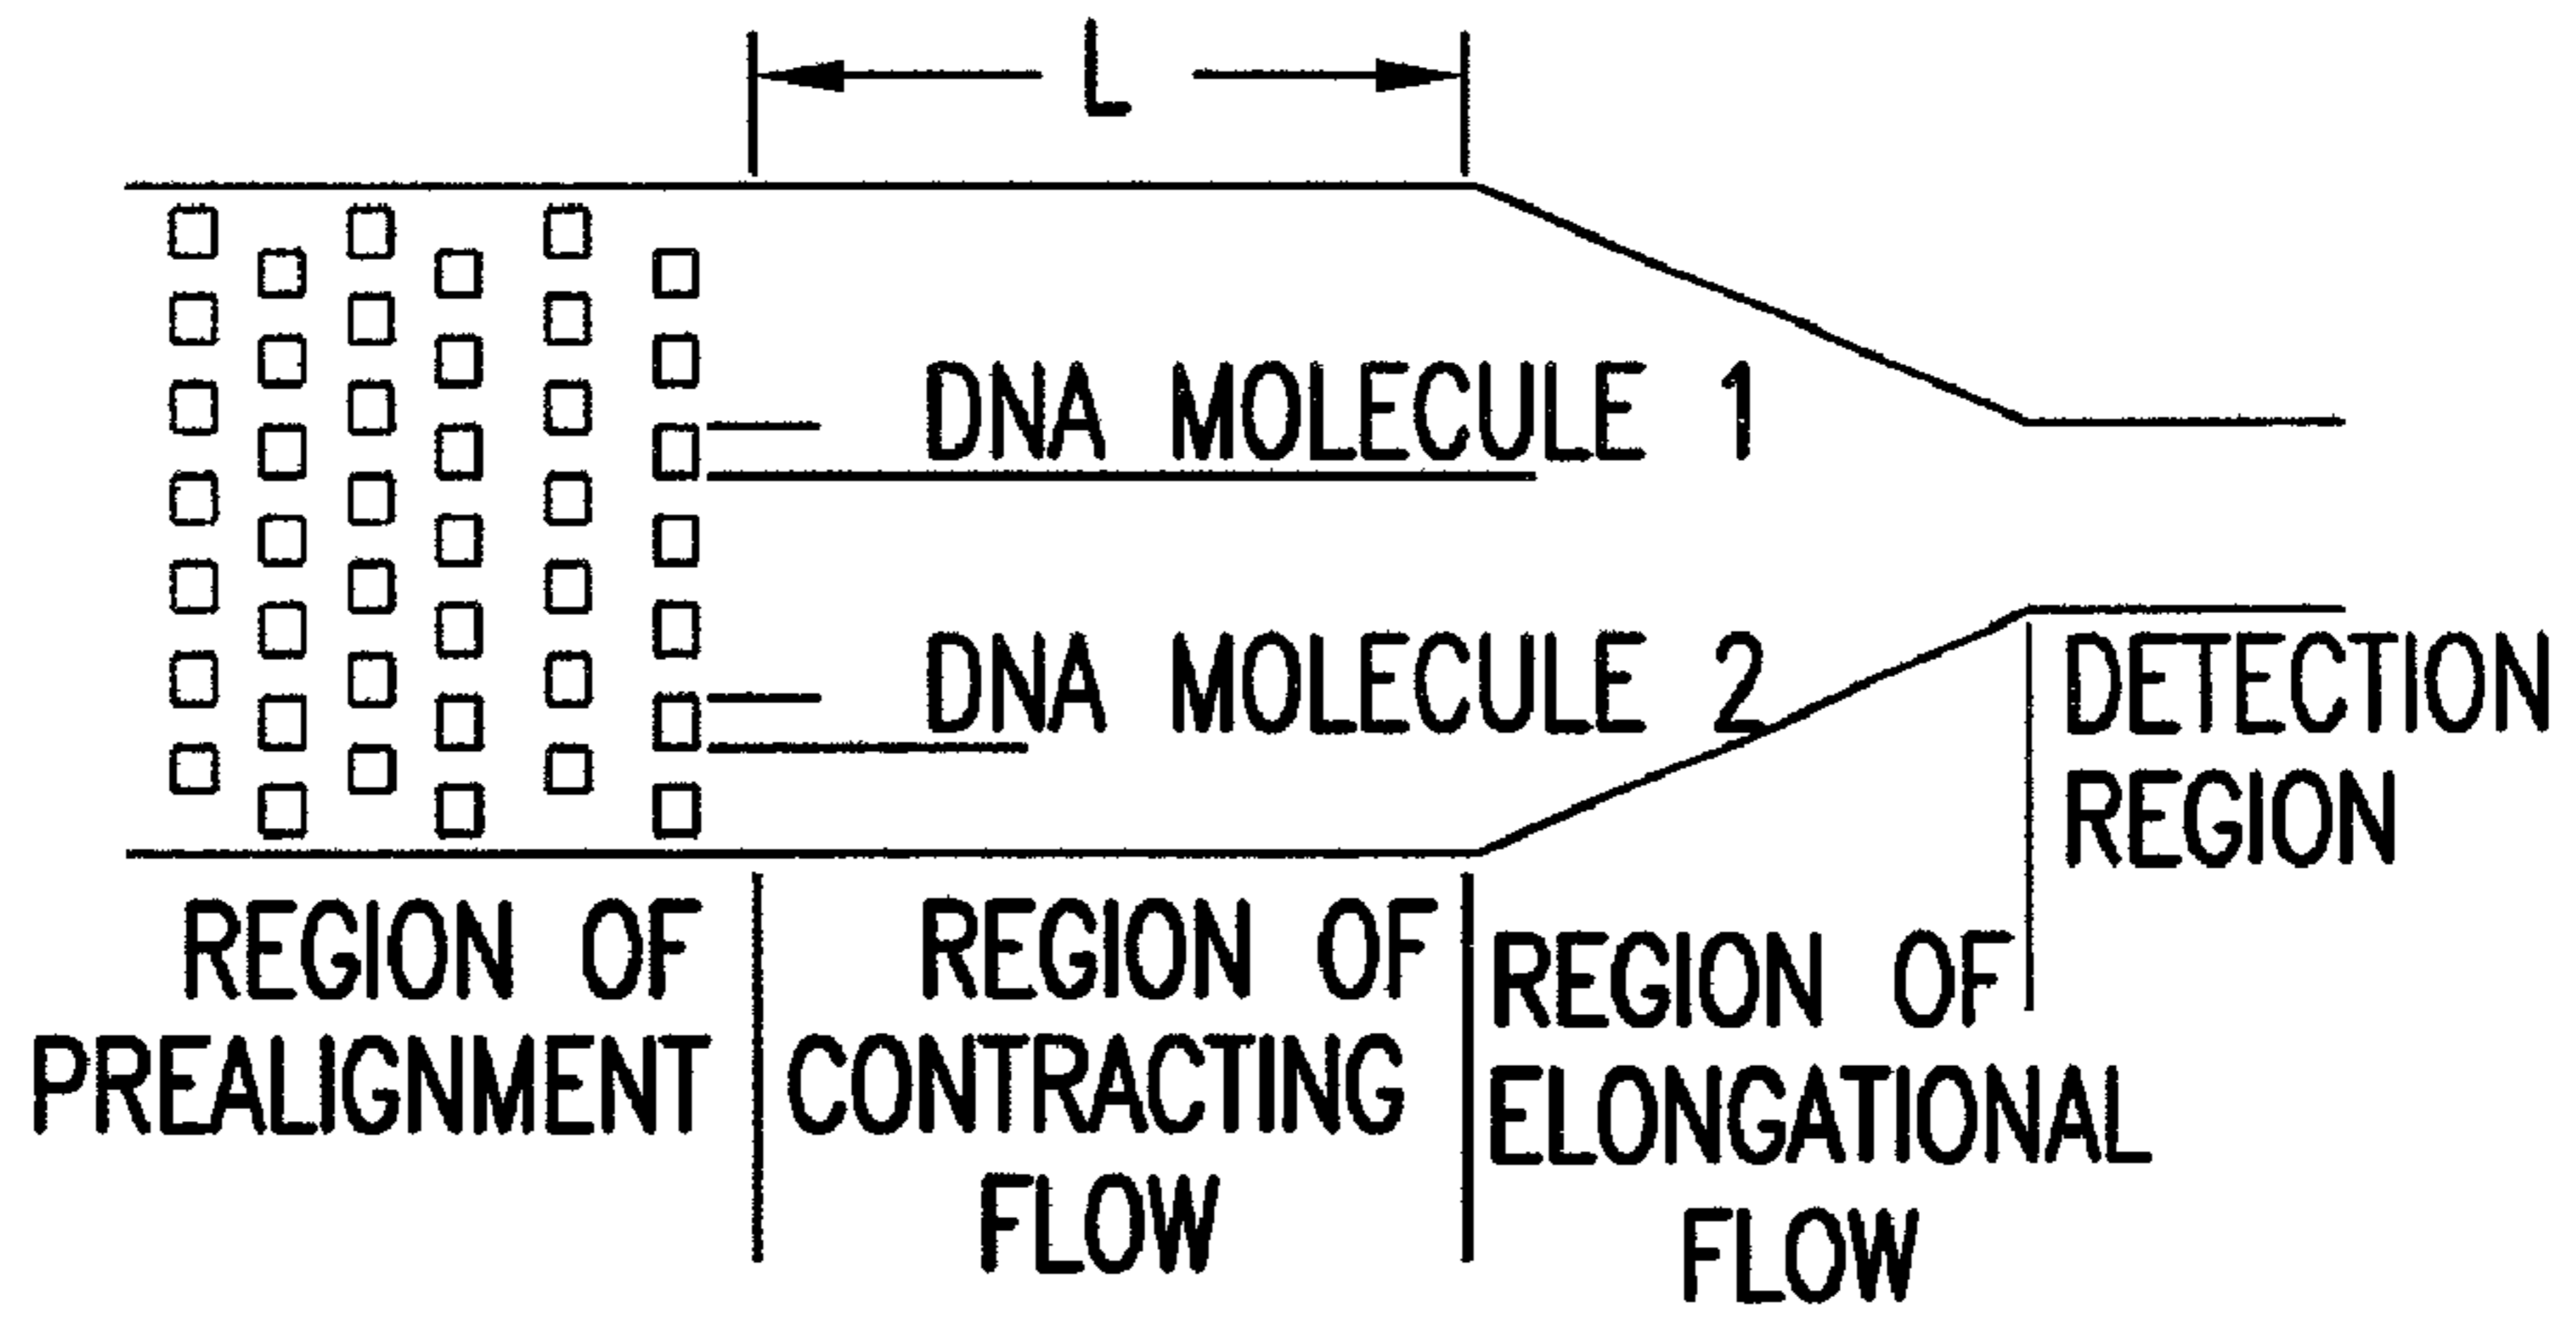 L
DNA MOLECULE 1
DNA MOLECULE 2
DETECTION
REGION
REGION OF
PREALIGNMENT
REGION OF
CONTRACTING
FLOW
REGION OF
ELONGATIONAL
FLOW